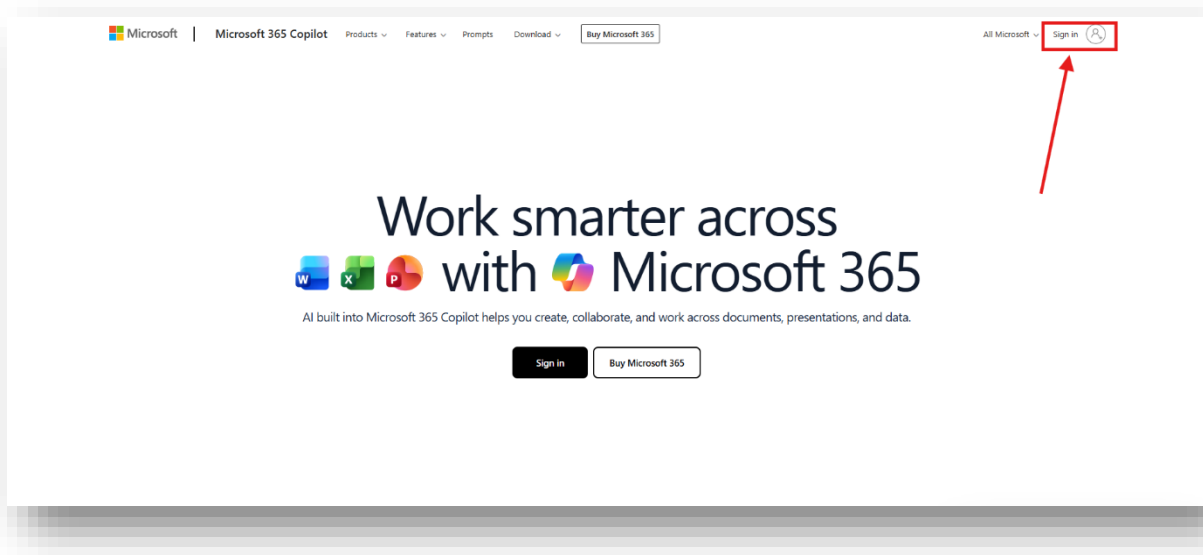 Microsoft Microsoft 365 Copilot Products Features Prompts Download Buy Microsoft 365 All Microsoft Sign in
Work smarter across
W X P with Microsoft 365
AI built into Microsoft 365 Copilot helps you create, collaborate, and work across documents, presentations, and data.
Sign in Buy Microsoft 365